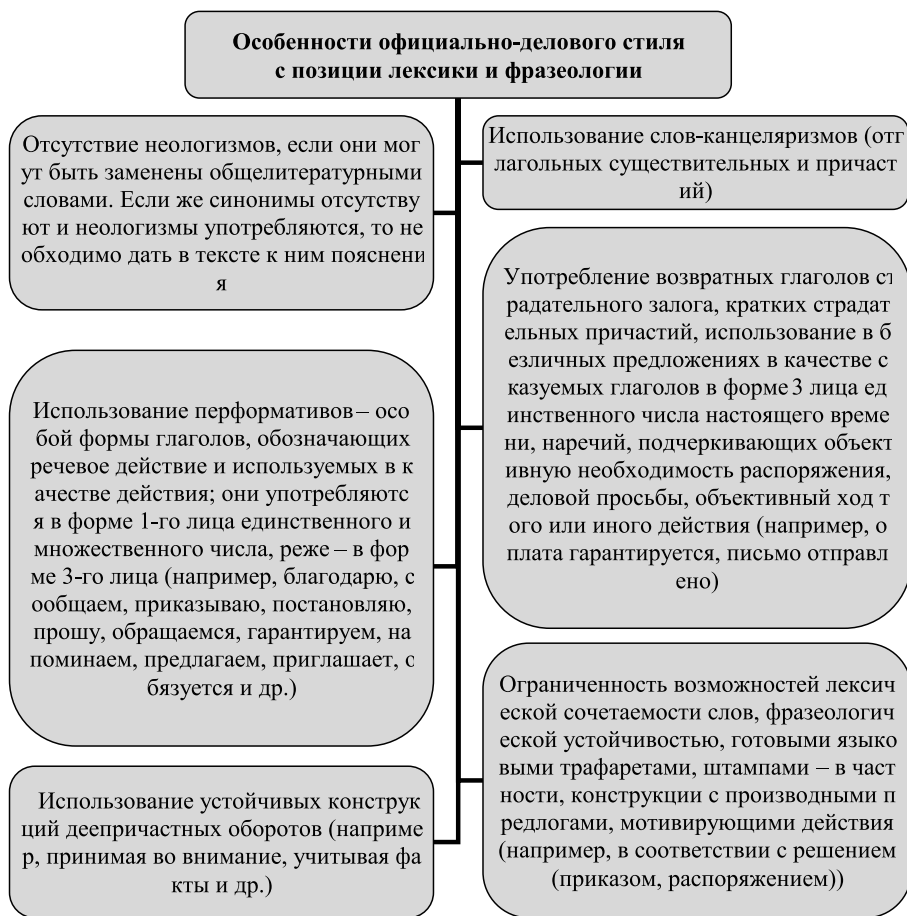 Особенности официально-делового стиля
с позиции лексики и фразеологии
Отсутствие неологизмов, если они мог
ут быть заменены общелитературными
словами. Если же синонимы отсутству
ют и неологизмы употребляются, то не
обходимо дать в тексте к ним пояснени
я
Использование слов-канцеляризмов (отг
лагольных существительных и причаст
ий)
Употребление возвратных глаголов ст
радательного залога, кратких страдат
ельных причастий, использование в б
езличных предложениях в качестве с
казуемых глаголов в форме 3 лица ед
инственного числа настоящего време
ни, наречий, подчеркивающих объект
ивную необходимость распоряжения,
деловой просьбы, объективный ход т
ого или иного действия (например, о
плата гарантируется, письмо отправл
ено)
Использование перформативов – осо
бой формы глаголов, обозначающих
речевое действие и используемых в к
ачестве действия; они употребляютс
я в форме 1-го лица единственного и
множественного числа, реже – в фор
ме 3-го лица (например, благодарю, с
ообщаем, приказываю, постановляю,
прошу, обращаемся, гарантируем, на
поминаем, предлагаем, приглашает, о
бязуется и др.)
Ограниченность возможностей лексич
еской сочетаемости слов, фразеологич
еской устойчивостью, готовыми языко
выми трафаретами, штампами – в част
ности, конструкции с производными п
редлогами, мотивирующими действия
(например, в соответствии с решением
(приказом, распоряжением))
Использование устойчивых конструк
ций деепричастных оборотов (наприме
р, принимая во внимание, учитывая фа
кты и др.)